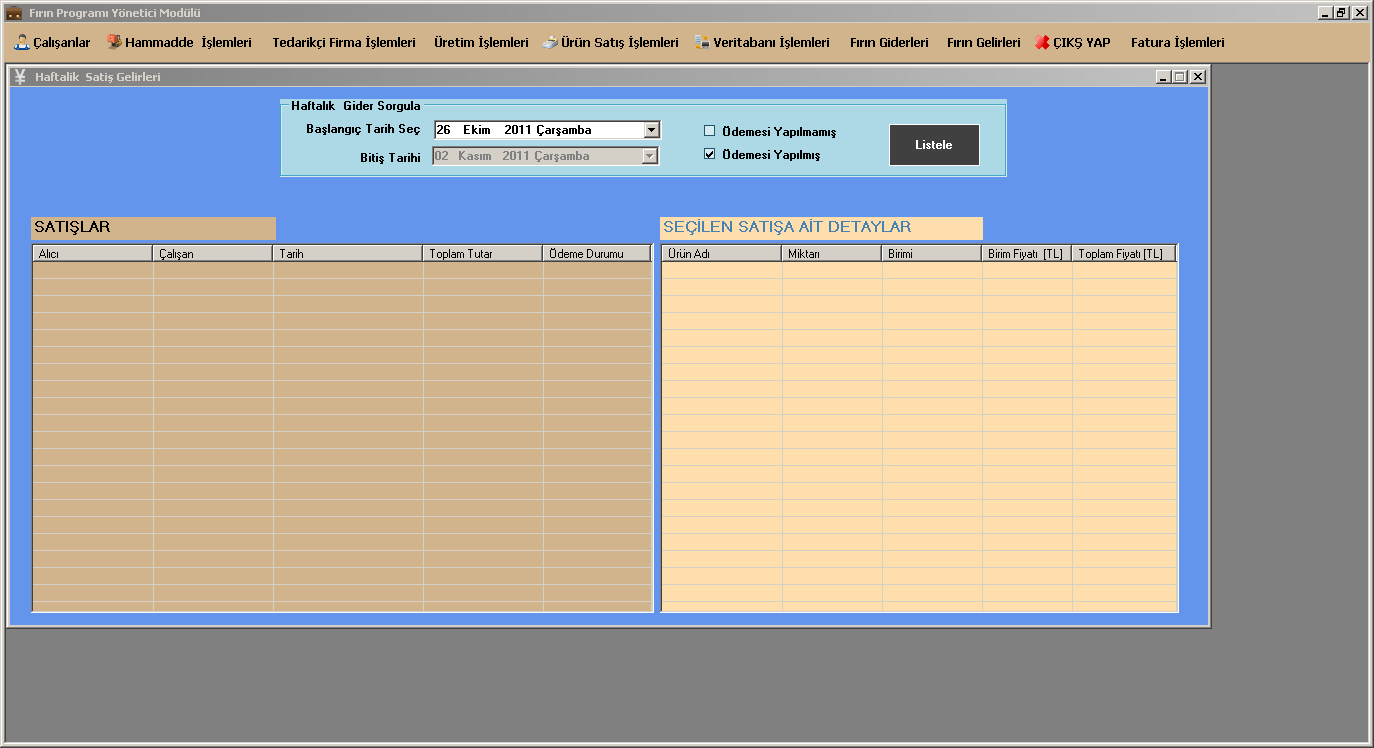 Fırın Programı Yönetici Modülü
Çalışanlar Hammadde İşlemleri Tedarikçi Firma İşlemleri Üretim İşlemleri Ürün Satış İşlemleri Veritabanı İşlemleri Fırın Giderleri Fırın Gelirleri ÇIKŞ YAP Fatura İşlemleri
Haftalik Satiş Gelirleri
Haftalık Gider Sorgula
Başlangıç Tarih Seç 26 Ekim 2011 Çarşamba Ödemesi Yapılmamış
Listele
Bitiş Tarihi 02 Kasım 2011 Çarşamba Ödemesi Yapılmış
SATIŞLAR SEÇİLEN SATIŞA AİT DETAYLAR
Alıcı Çalışan Tarih Toplam Tutar Ödeme Durumu Ürün Adı Miktarı Birimi Birim Fiyatı [TL] Toplam Fiyatı [TL]